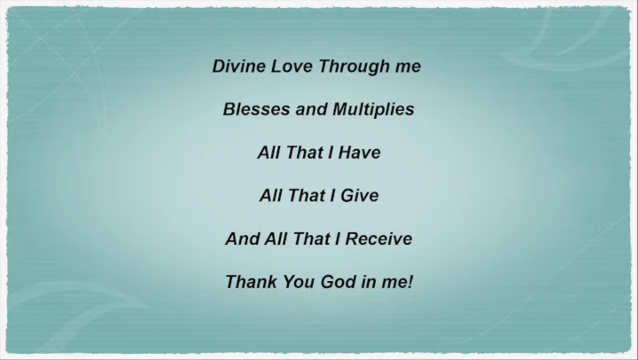 Divine Love Through me
Blesses and Multiplies
All That I Have
All That I Give
And All That I Receive
Thank You God in me!